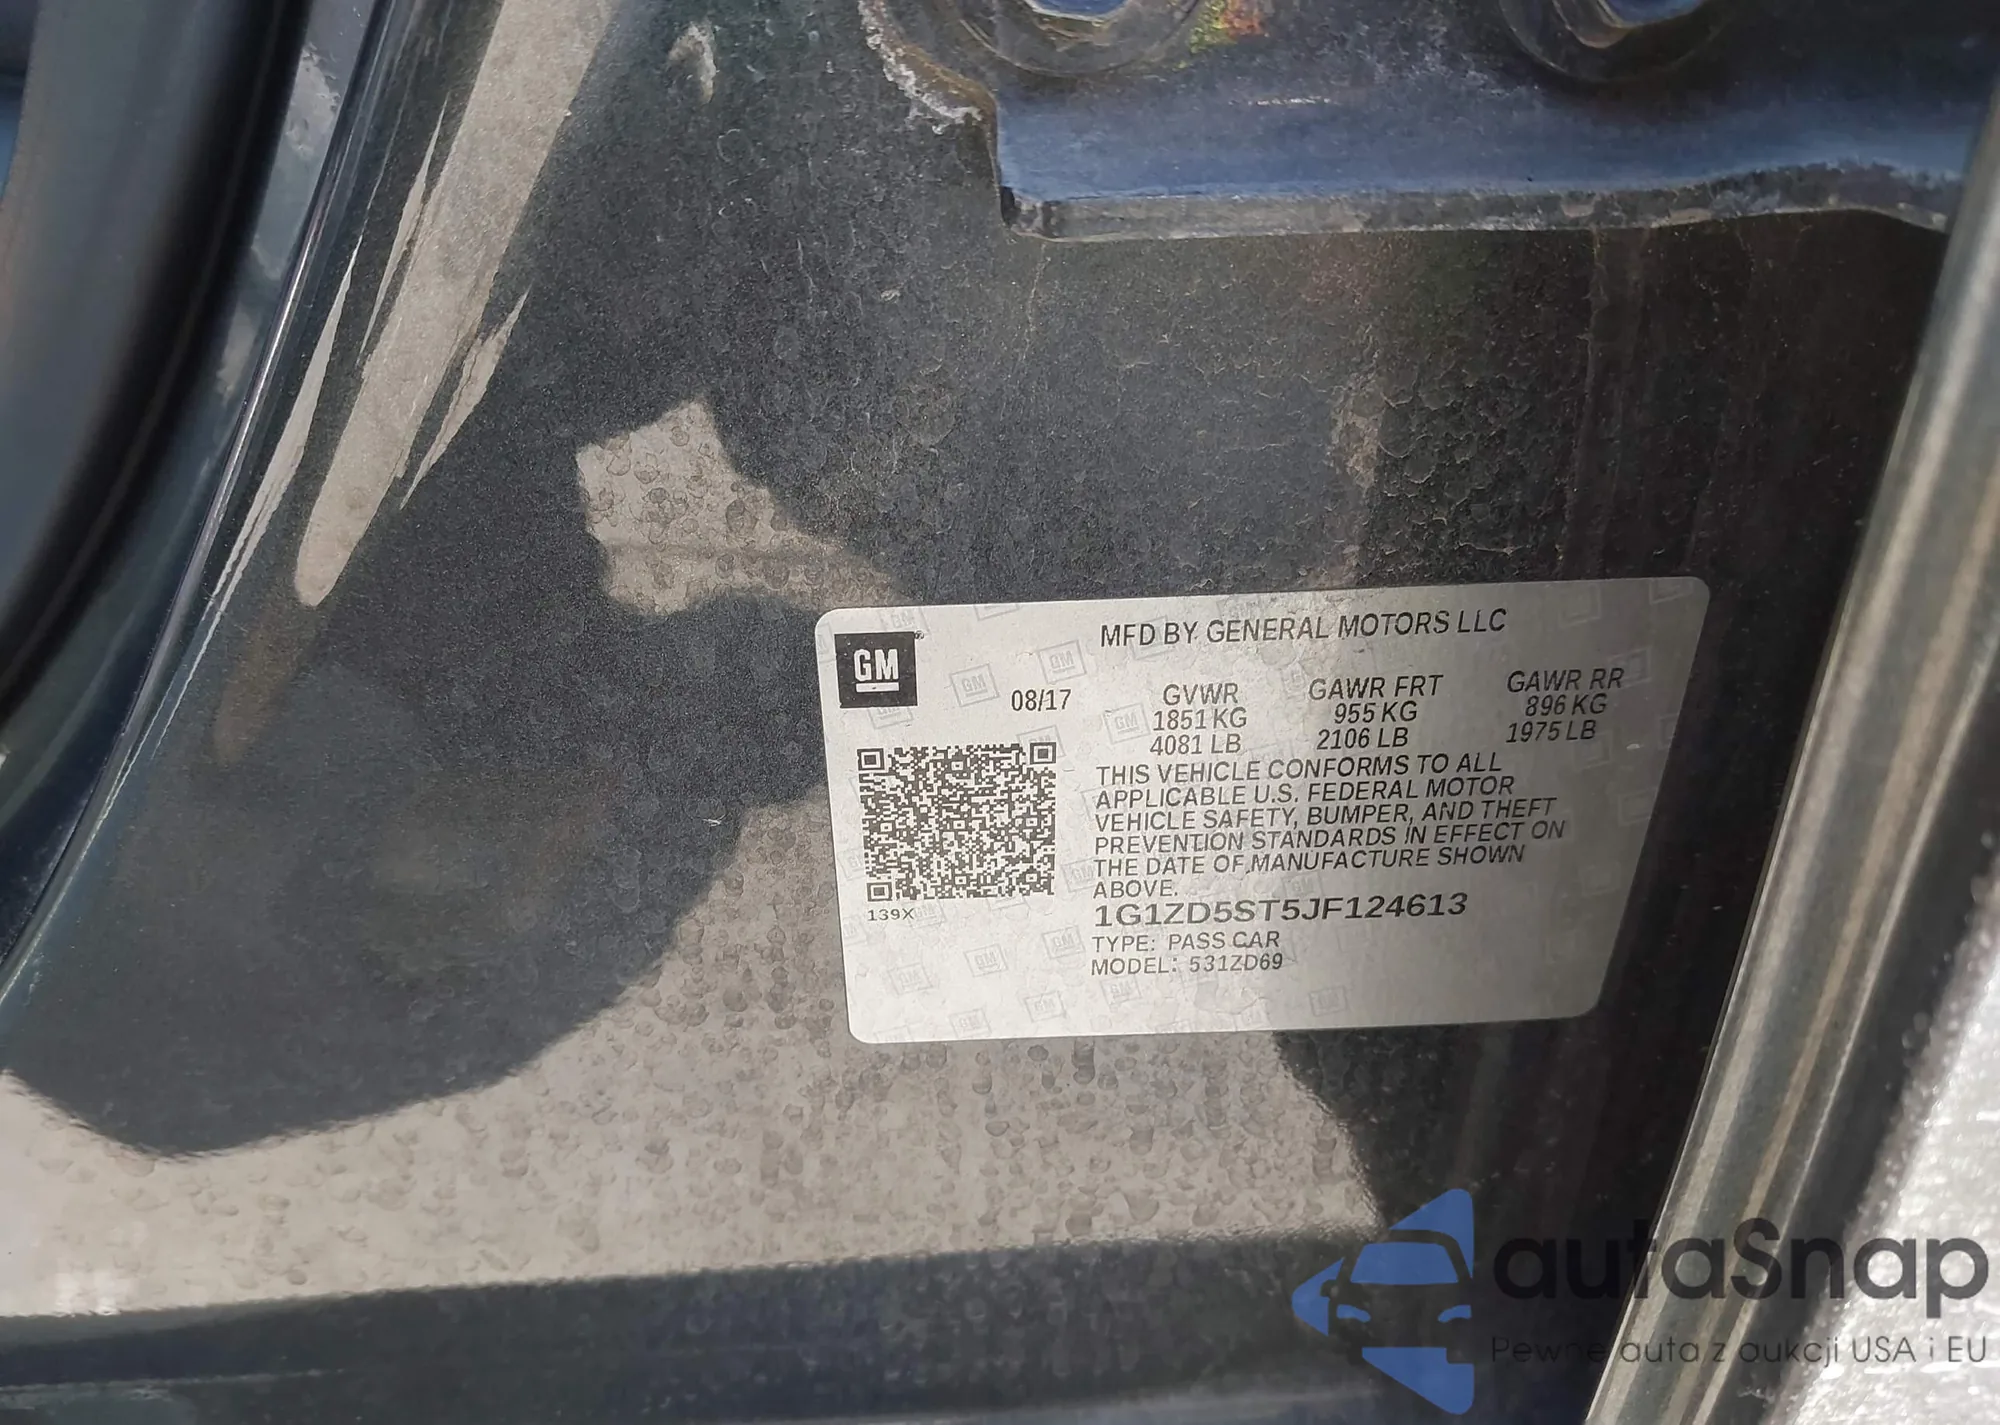 MFD BY GENERAL MOTORS LLC
GM
08/17
GVWR GAWR FRT GAWR RR
1851 KG 955 KG 896 KG
4081 LB 2106 LB 1975 LB
THIS VEHICLE CONFORMS TO ALL
APPLICABLE U.S. FEDERAL MOTOR
VEHICLE SAFETY, BUMPER, AND THEFT
PREVENTION STANDARDS IN EFFECT ON
THE DATE OF MANUFACTURE SHOWN
ABOVE.
139X
1G1ZD5ST5JF124613
TYPE: PASS CAR
MODEL: 531ZD69
autaSnap
Pewne auta z aukcji USA i EU